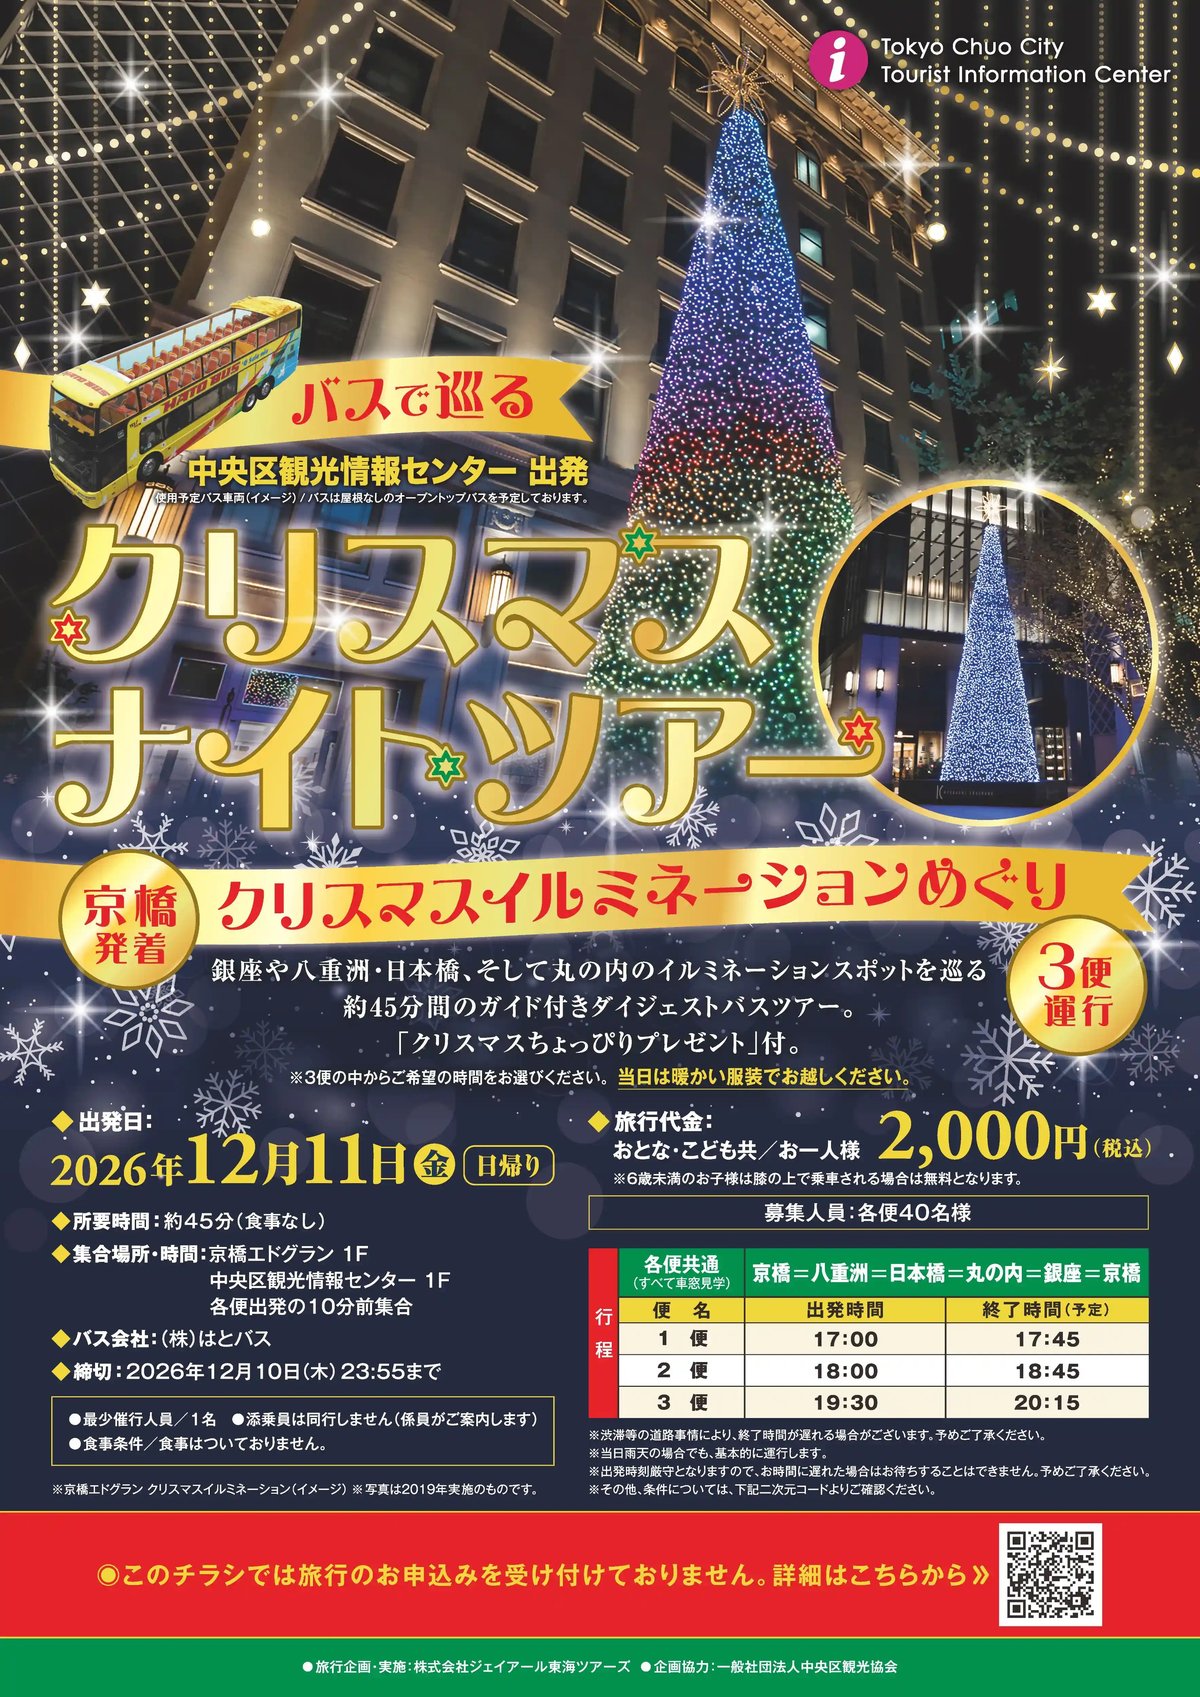 Tokyo Chuo City
Tourist Information Center
バスで巡る
HATO BUS
中央区観光情報センター 出発
使用予定バス車両(イメージ)/バスは屋根なしのオープントップバスを予定しております。
クリスマス
ナイトツアー
京橋
発着
クリスマスイルミネーションめぐり
3便
運行
銀座や八重洲・日本橋、そして丸の内のイルミネーションスポットを巡る
約45分間のガイド付きダイジェストバスツアー。
「クリスマスちょっぴりプレゼント」付。
※3便の中からご希望の時間をお選びください。 当日は暖かい服装でお越しください。
◆出発日:
2026年12月11日㊎ 日帰り
◆所要時間:約45分(食事なし)
◆集合場所・時間:京橋エドグラン 1F
中央区観光情報センター 1F
各便出発の10分前集合
◆バス会社:(株)はとバス
◆締切:2026年12月10日(木)23:55まで
●最少催行人員/1名 ●添乗員は同行しません(係員がご案内します)
●食事条件/食事はついておりません。
※京橋エドグラン クリスマスイルミネーション(イメージ) ※写真は2019年実施のものです。
◆旅行代金:
おとな・こども共/お一人様 2,000円(税込)
※6歳未満のお子様は膝の上で乗車される場合は無料となります。
募集人員:各便40名様
行程
各便共通
(すべて車窓見学)
京橋=八重洲=日本橋=丸の内=銀座=京橋
便 名 出発時間 終了時間(予定)
1 便 17:00 17:45
2 便 18:00 18:45
3 便 19:30 20:15
※渋滞等の道路事情により、終了時間が遅れる場合がございます。予めご了承ください。
※当日雨天の場合でも、基本的に運行します。
※出発時刻厳守となりますので、お時間に遅れた場合はお待ちすることはできません。予めご了承ください。
※その他、条件については、下記二次元コードよりご確認ください。
◉このチラシでは旅行のお申込みを受け付けておりません。詳細はこちらから》
●旅行企画・実施:株式会社ジェイアール東海ツアーズ ●企画協力:一般社団法人中央区観光協会